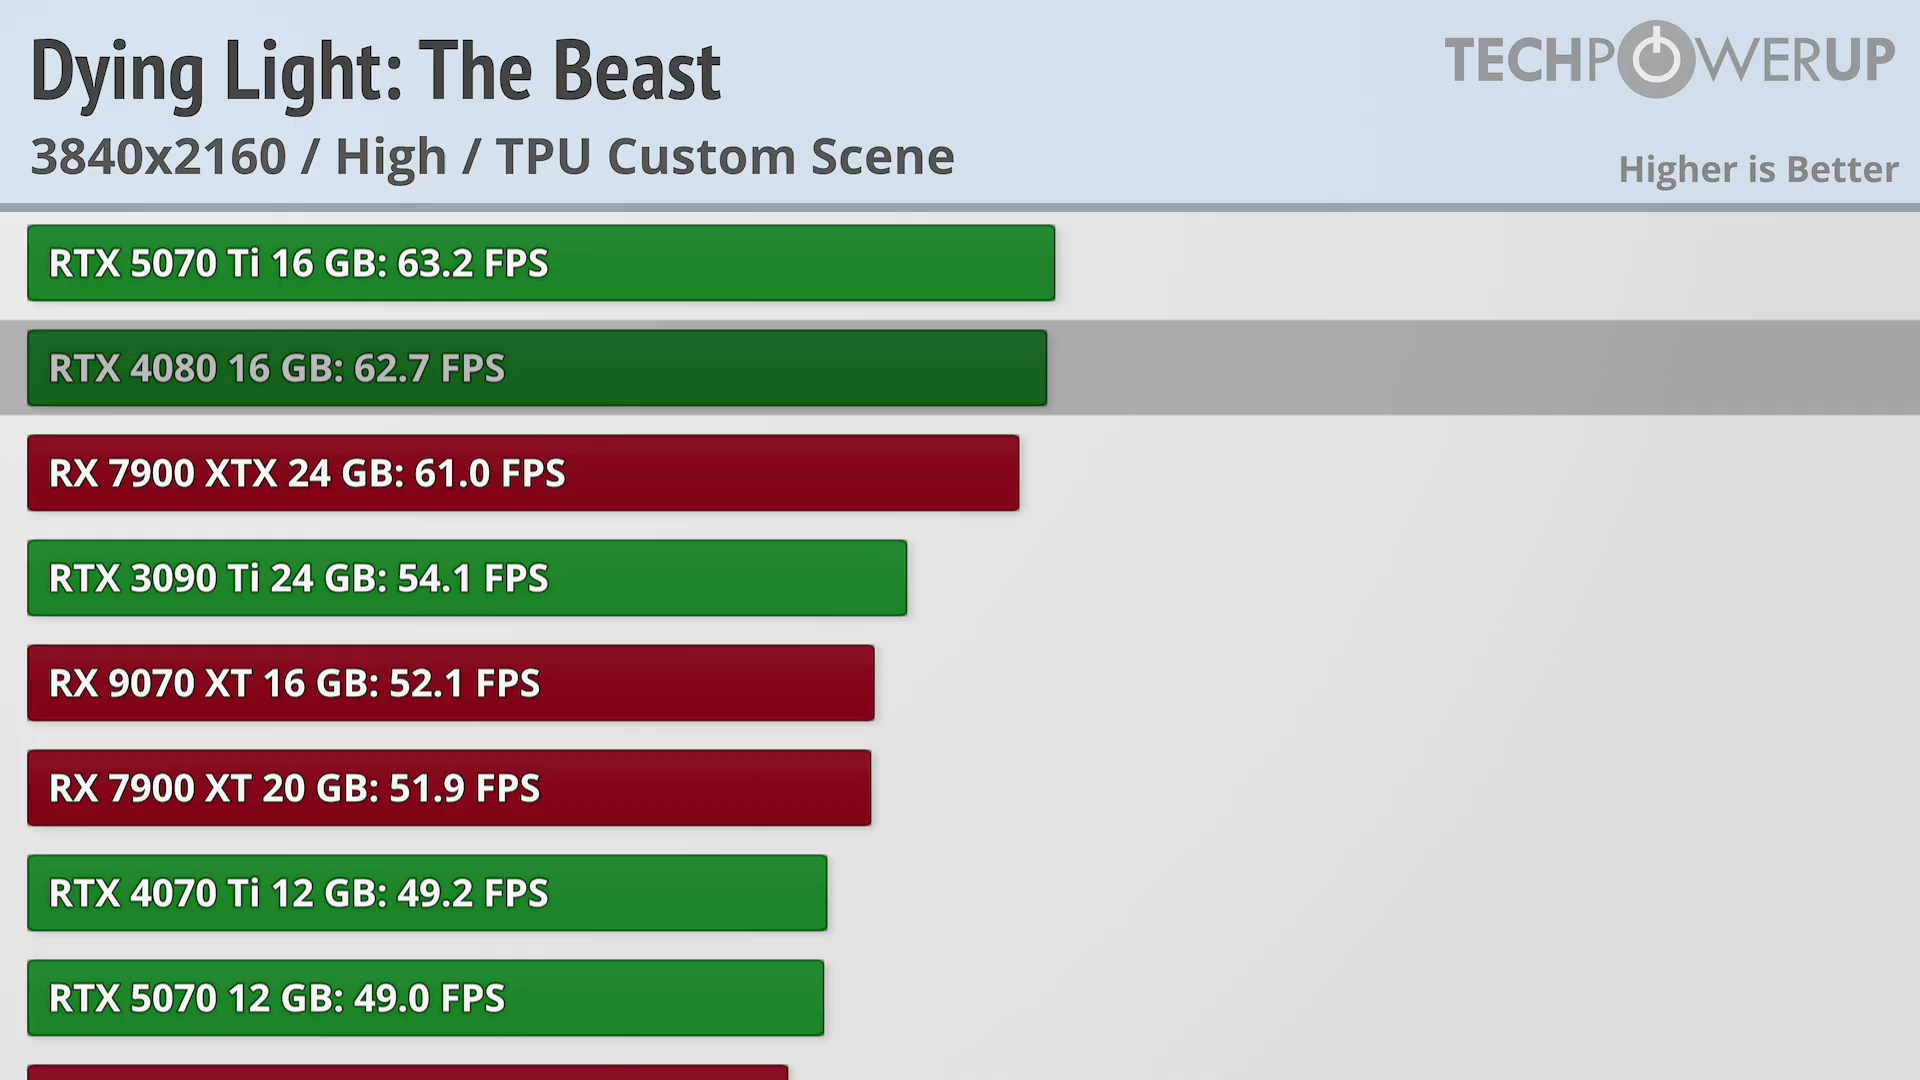 Dying Light: The Beast
TECHPOWERUP
3840x2160 / High / TPU Custom Scene
Higher is Better
RTX 5070 Ti 16 GB: 63.2 FPS
RTX 4080 16 GB: 62.7 FPS
RX 7900 XTX 24 GB: 61.0 FPS
RTX 3090 Ti 24 GB: 54.1 FPS
RX 9070 XT 16 GB: 52.1 FPS
RX 7900 XT 20 GB: 51.9 FPS
RTX 4070 Ti 12 GB: 49.2 FPS
RTX 5070 12 GB: 49.0 FPS